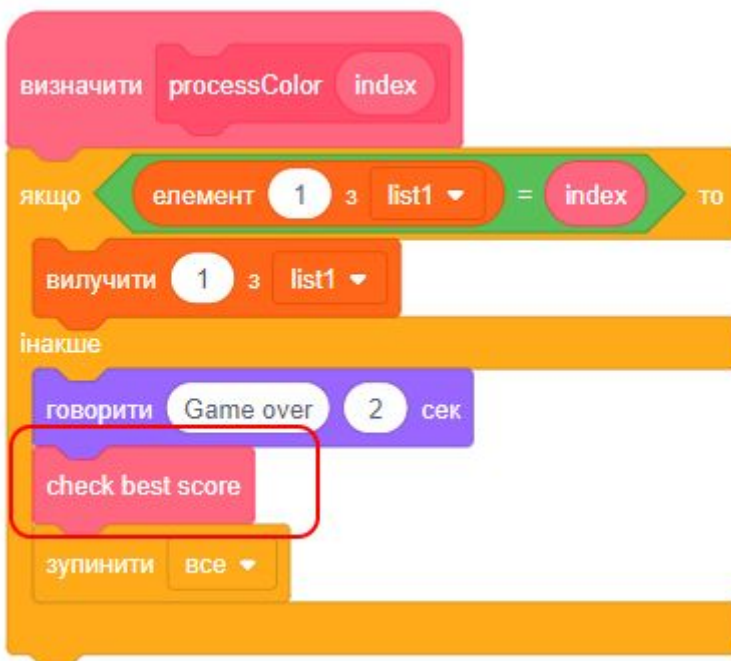 визначити processColor index
якщо елемент 1 з list1 = index то
вилучити 1 з list1
інакше
говорити Game over 2 сек
check best score
зупинити все